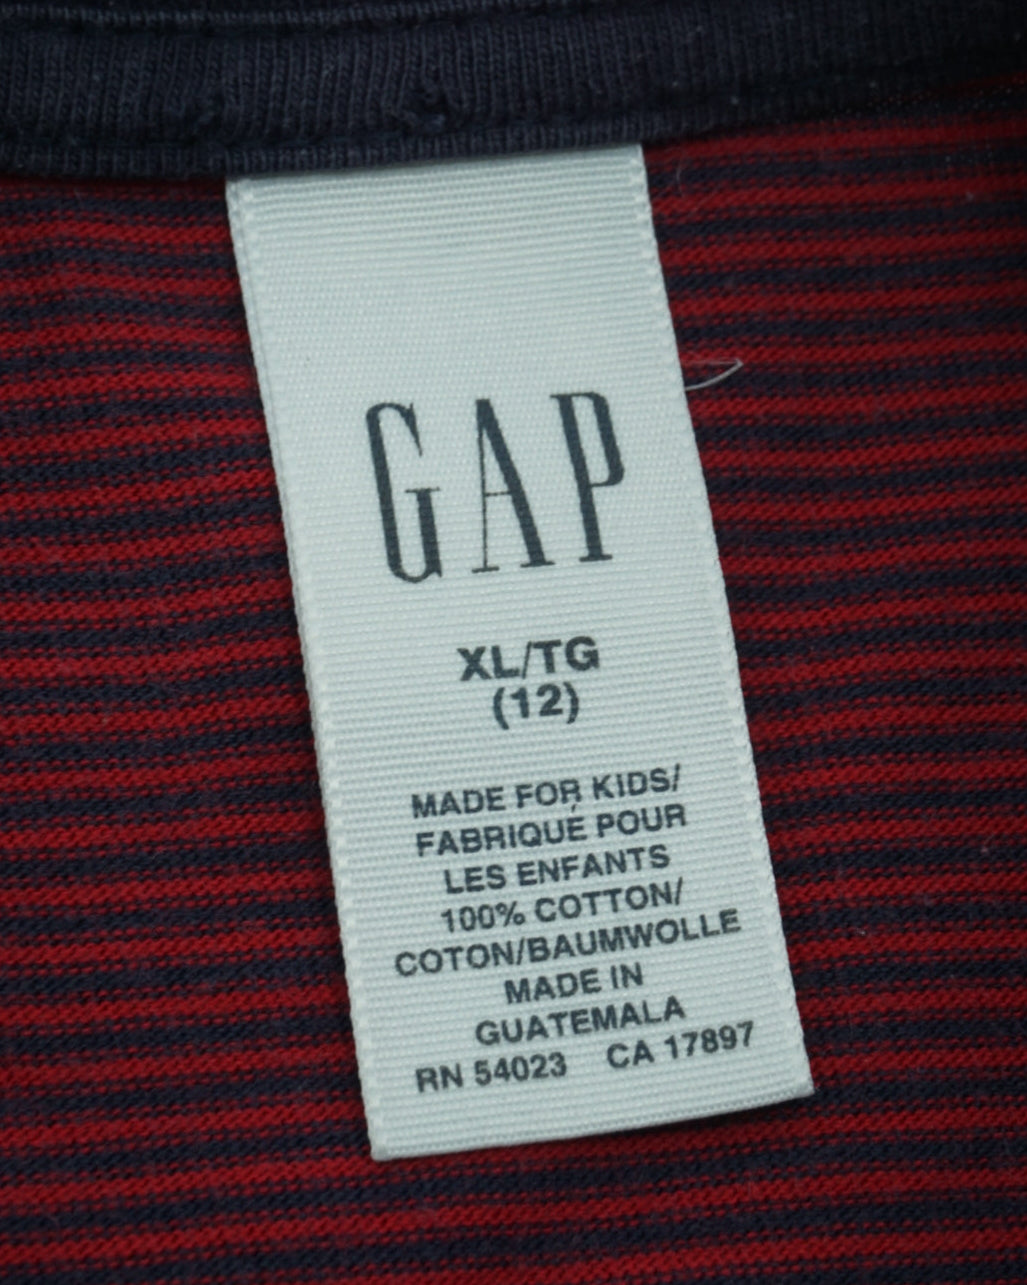 GAP
XL/TG
(12)
MADE FOR KIDS/
FABRIQUÉ POUR
LES ENFANTS
100% COTTON/
COTON/BAUMWOLLE
MADE IN
GUATEMALA
RN 54023 CA 17897